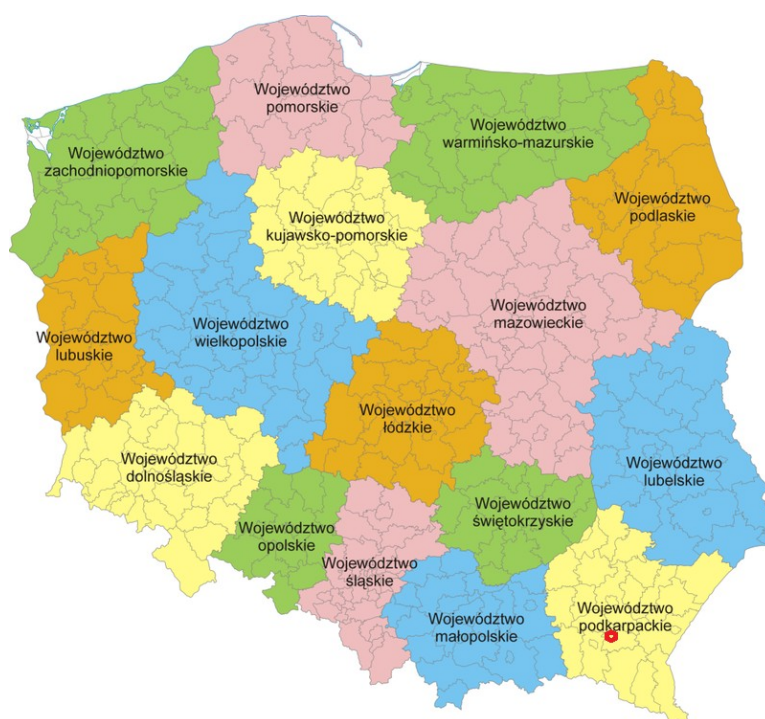 Województwo
pomorskie
Województwo
warmińsko-mazurskie
Województwo
zachodniopomorskie
Województwo
podlaskie
Województwo
kujawsko-pomorskie
Województwo
mazowieckie
Województwo
wielkopolskie
Województwo
lubuskie
Województwo
łódzkie
Województwo
dolnośląskie
Województwo
lubelskie
Województwo
świętokrzyskie
Województwo
opolskie
Województwo
śląskie
Województwo
podkarpackie
Województwo
małopolskie